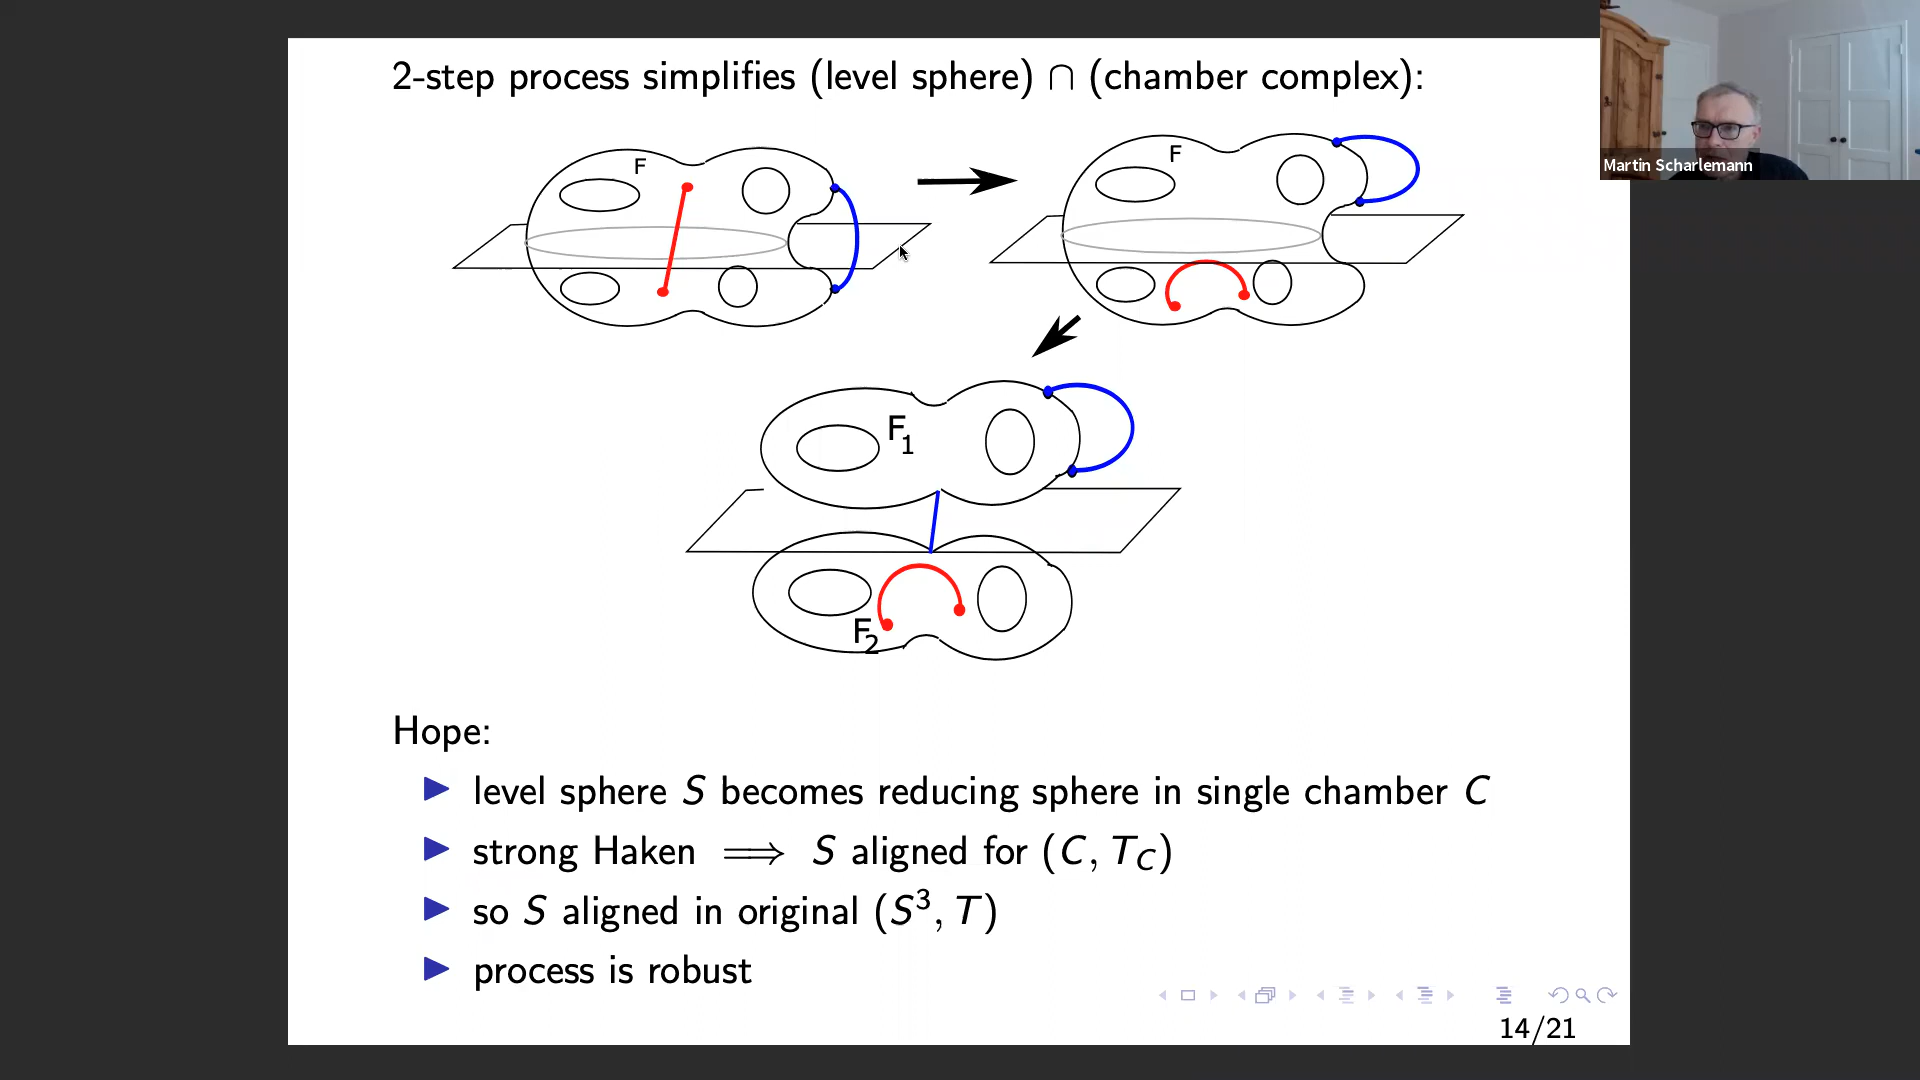 2-step process simplifies (level sphere) ∩ (chamber complex):
Martin Scharlemann
F
F
F₁
F₂
Hope:
level sphere S becomes reducing sphere in single chamber C
strong Haken ⟹ S aligned for (C, T_C)
so S aligned in original (S³, T)
process is robust
14/21